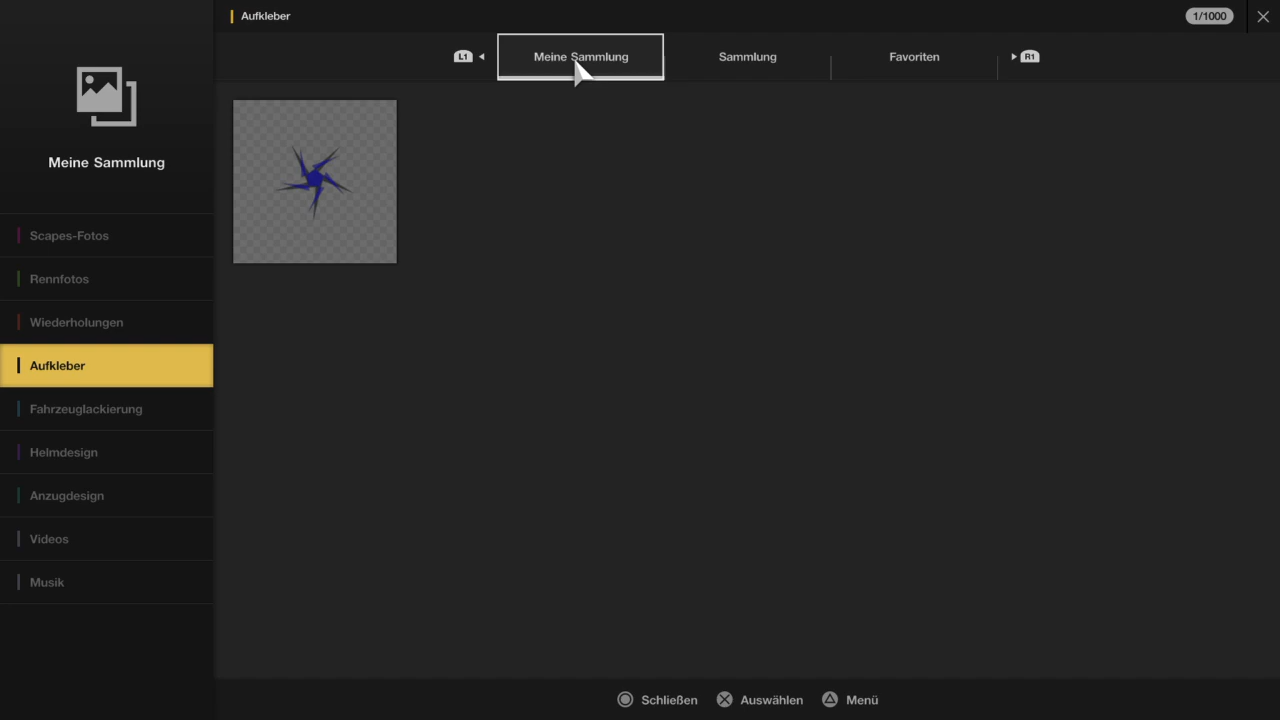 Aufkleber
1/1000
L1
Meine Sammlung
Sammlung
Favoriten
R1
Meine Sammlung
Scapes-Fotos
Rennfotos
Wiederholungen
Aufkleber
Fahrzeuglackierung
Helmdesign
Anzugdesign
Videos
Musik
Schließen
Auswählen
Menü